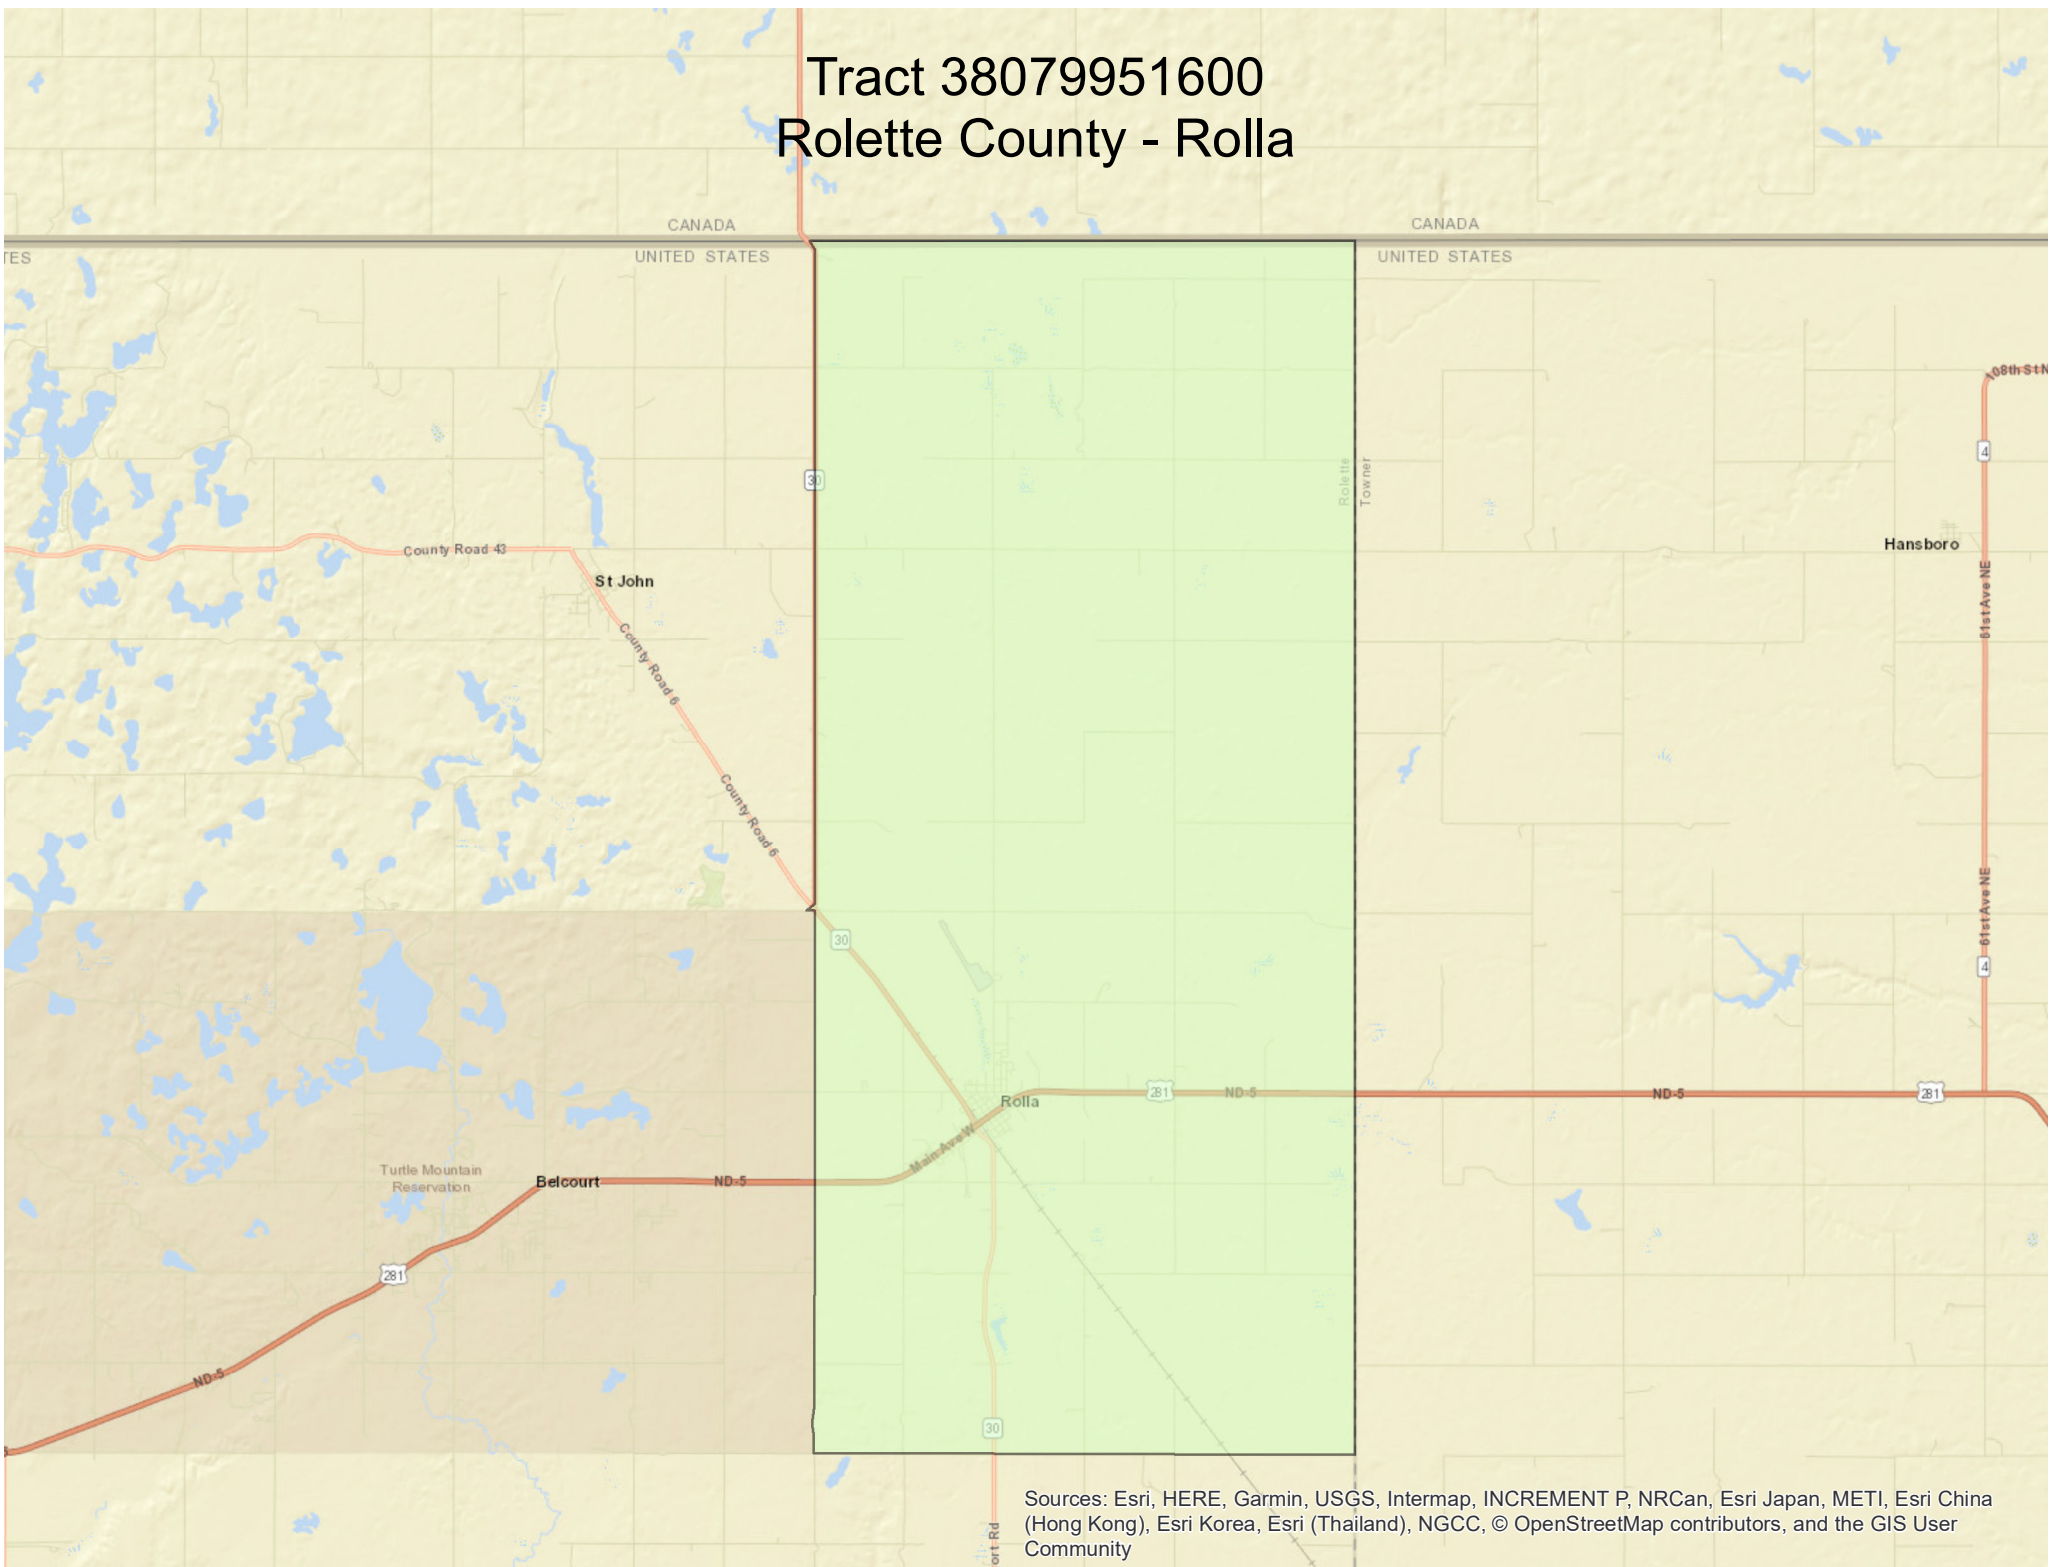 Tract 38079951600
Rolette County - Rolla
CANADA
CANADA
UNITED STATES
UNITED STATES
108th St N
4
Rolette
Towner
30
Hansboro
County Road 43
St John
61st Ave NE
County Road 6
County Road 6
61st Ave NE
30
4
281
ND-5
ND-5
281
Rolla
Main Ave W
Turtle Mountain
Reservation
Belcourt
ND-5
281
ND-5
30
Sources: Esri, HERE, Garmin, USGS, Intermap, INCREMENT P, NRCan, Esri Japan, METI, Esri China
(Hong Kong), Esri Korea, Esri (Thailand), NGCC, © OpenStreetMap contributors, and the GIS User
Community